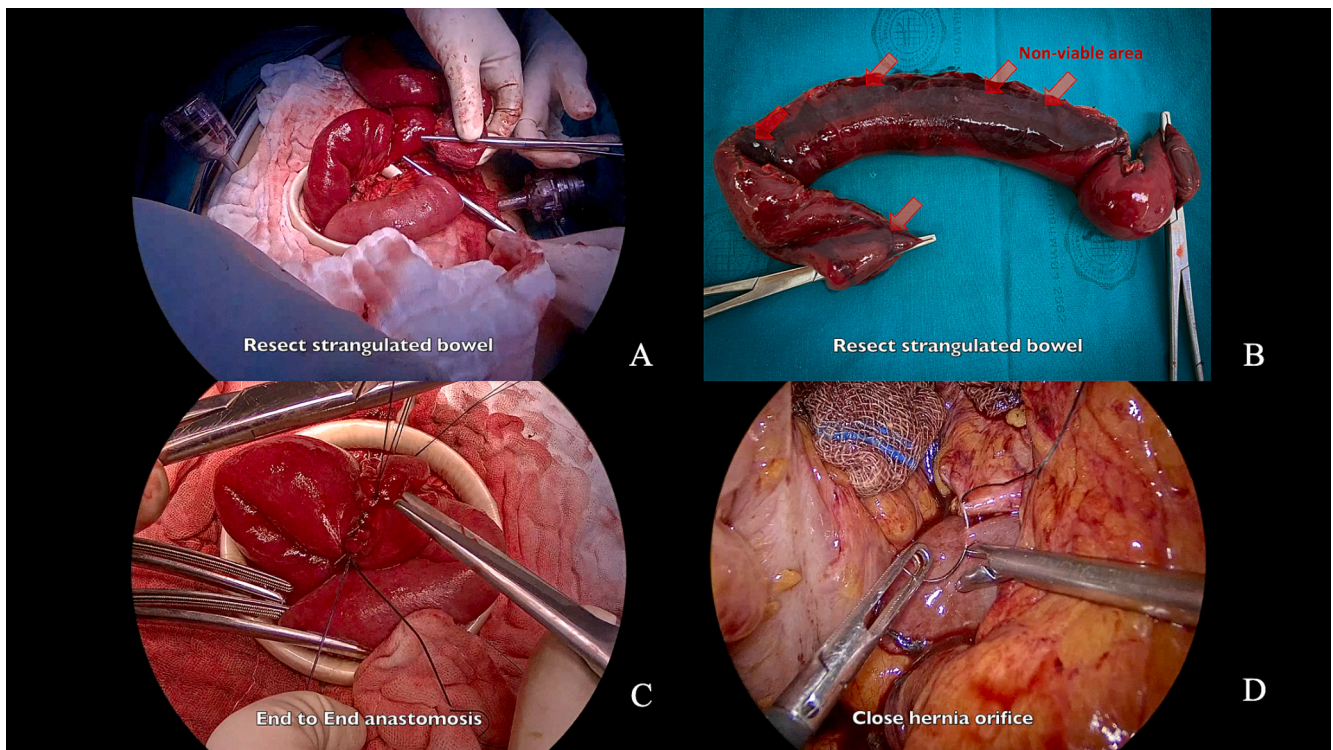 Resect strangulated bowel
A
Non-viable area
Resect strangulated bowel
B
End to End anastomosis
C
Close hernia orifice
D